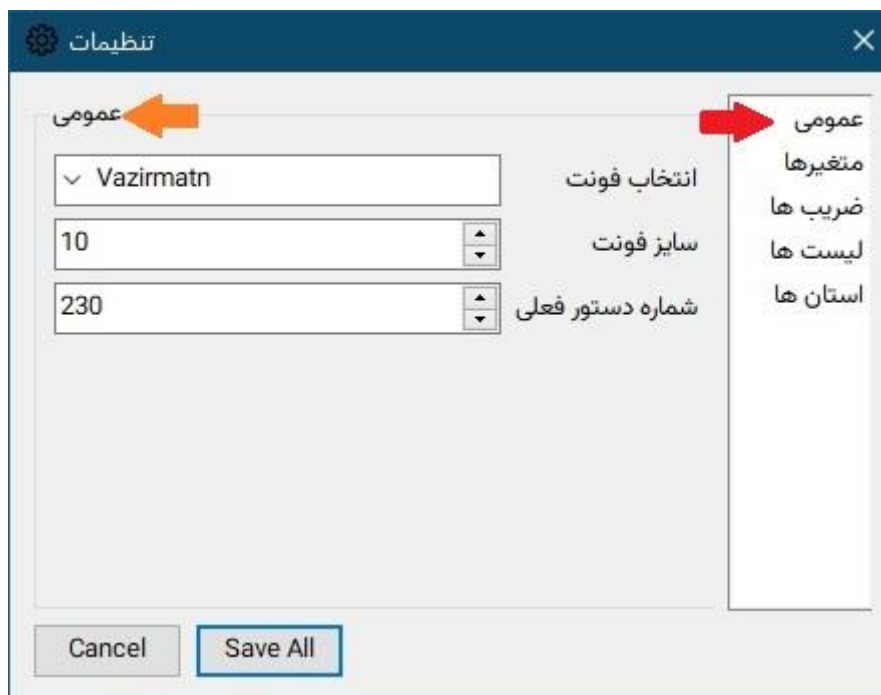 تنظیمات
عمومی
متغیرها
ضریب ها
لیست ها
استان ها
عمومی
انتخاب فونت
Vazirmatn
سایز فونت
10
شماره دستور فعلی
230
Cancel
Save All